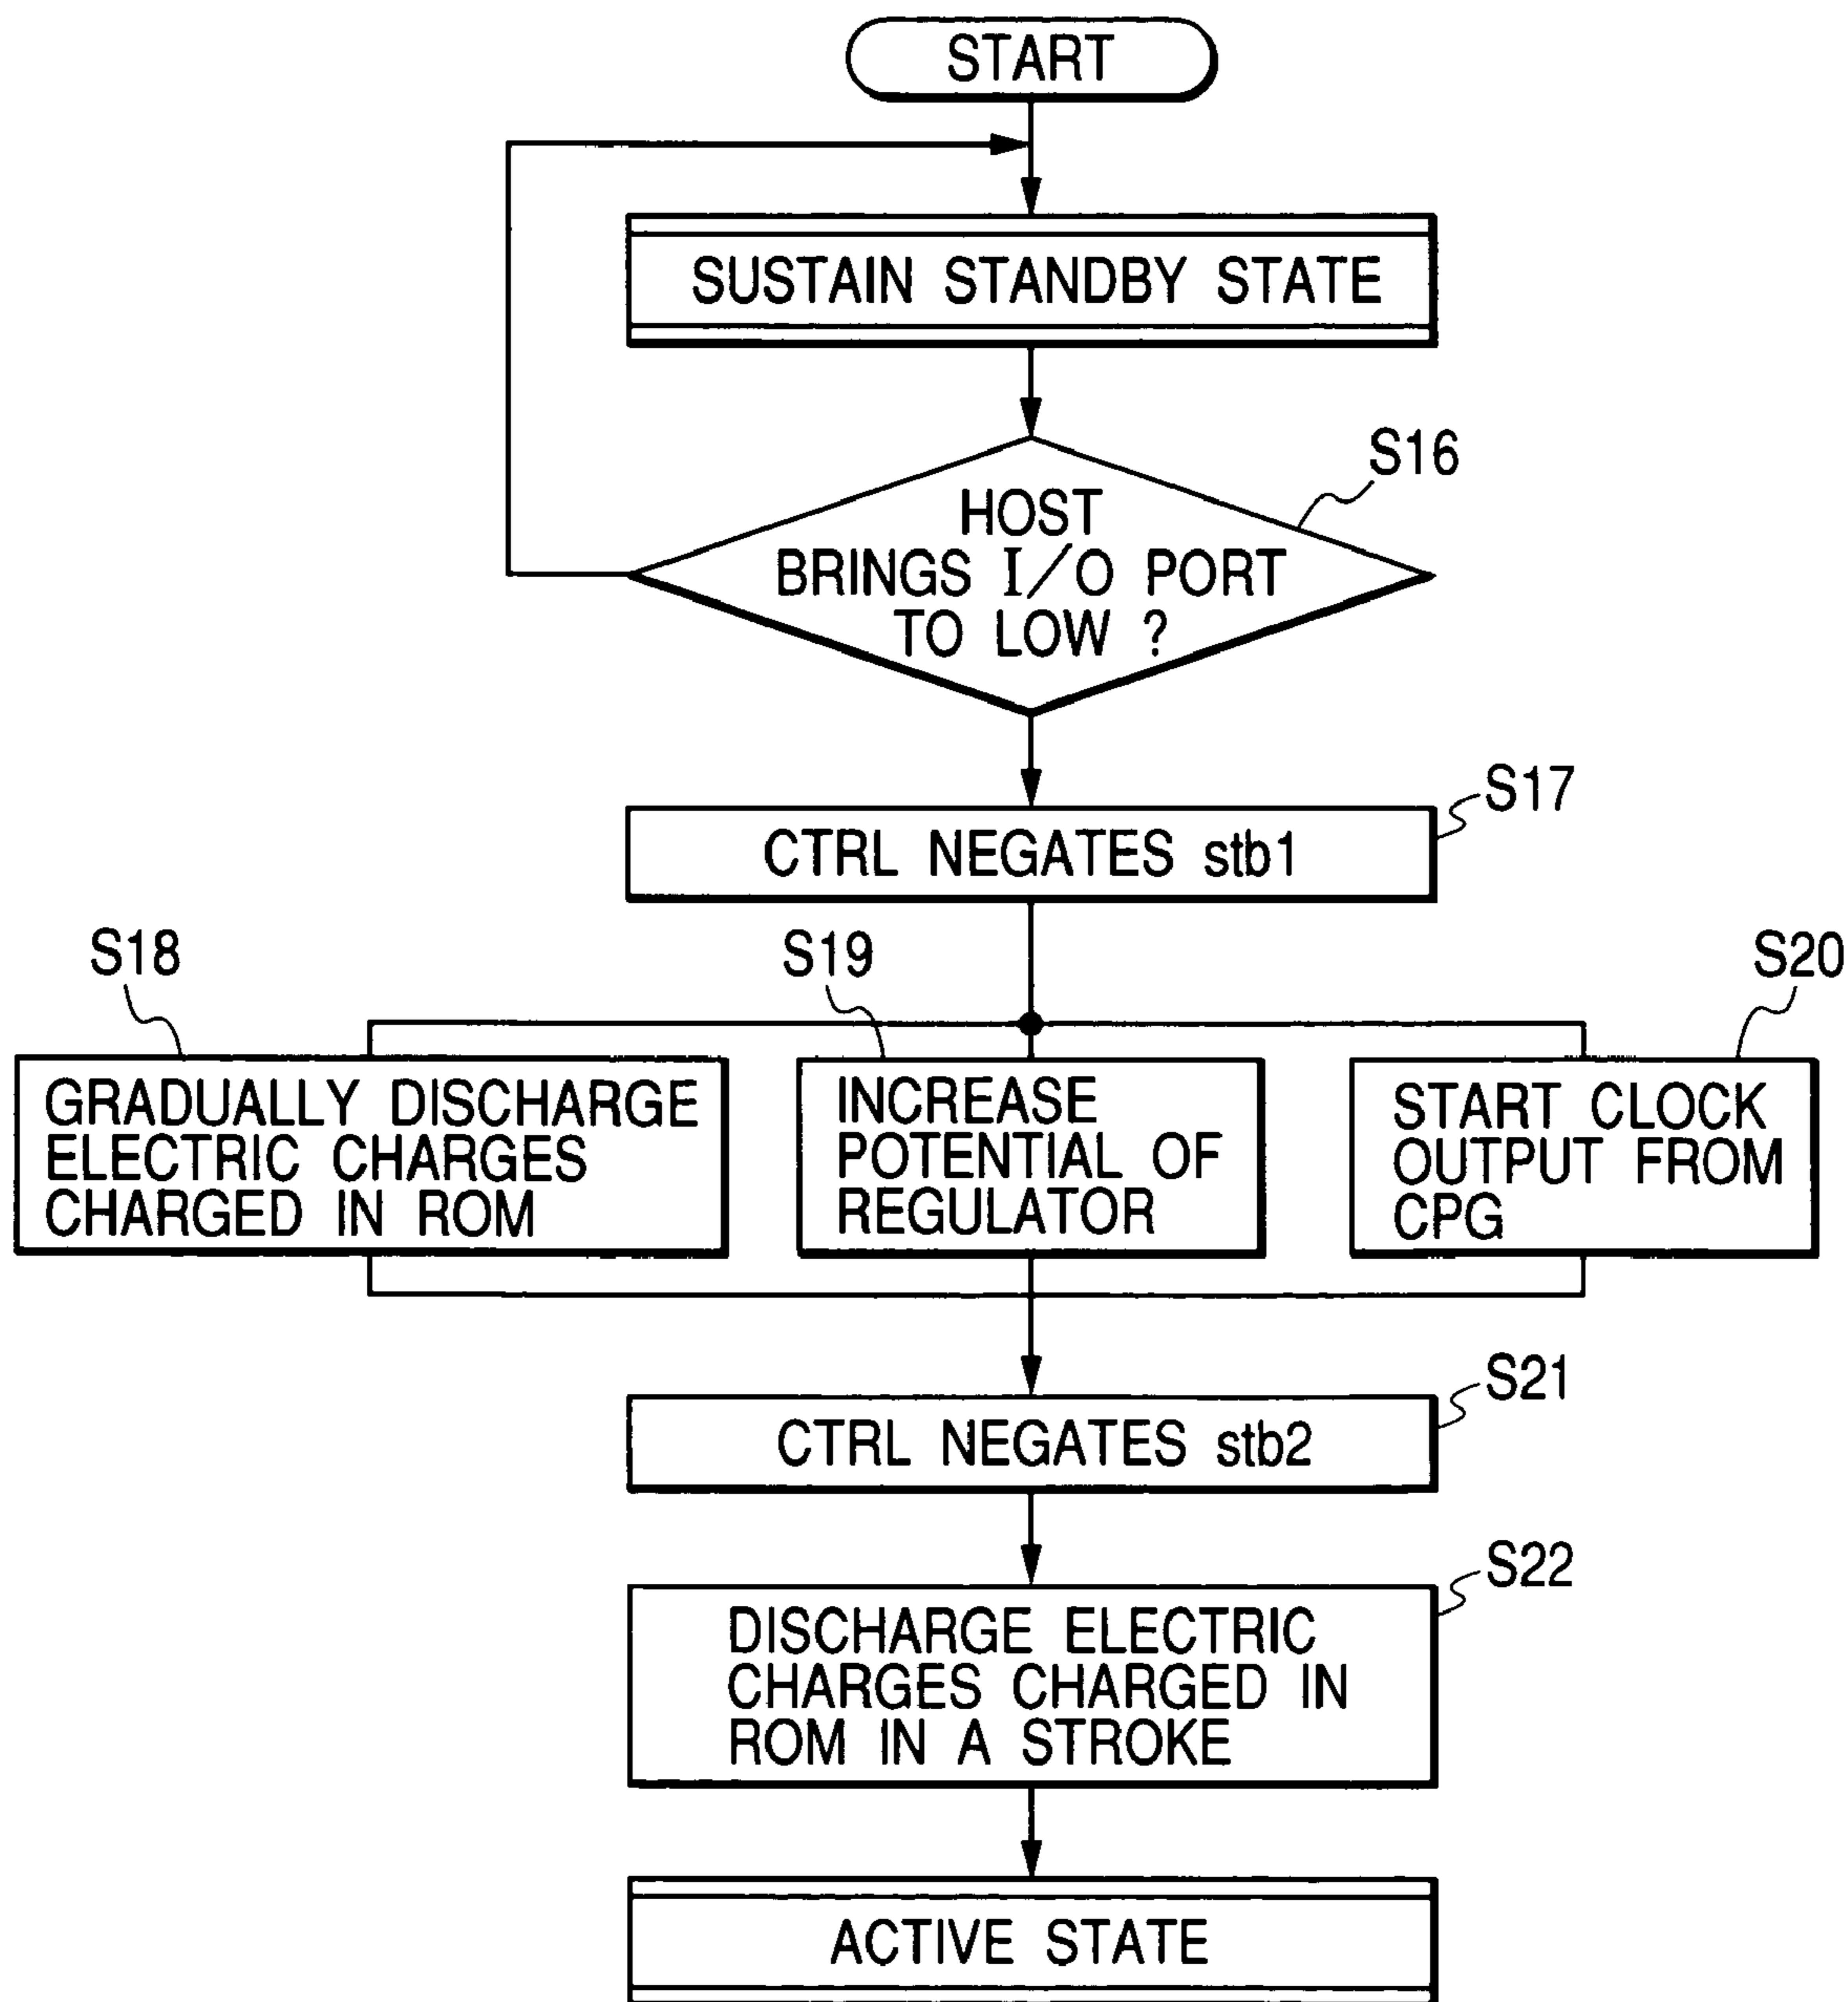 START
SUSTAIN STANDBY STATE
S16
HOST
BRINGS I/O PORT
TO LOW ?
S17
CTRL NEGATES stb1
S18
S19
S20
GRADUALLY DISCHARGE
ELECTRIC CHARGES
CHARGED IN ROM
INCREASE
POTENTIAL OF
REGULATOR
START CLOCK
OUTPUT FROM
CPG
S21
CTRL NEGATES stb2
S22
DISCHARGE ELECTRIC
CHARGES CHARGED IN
ROM IN A STROKE
ACTIVE STATE